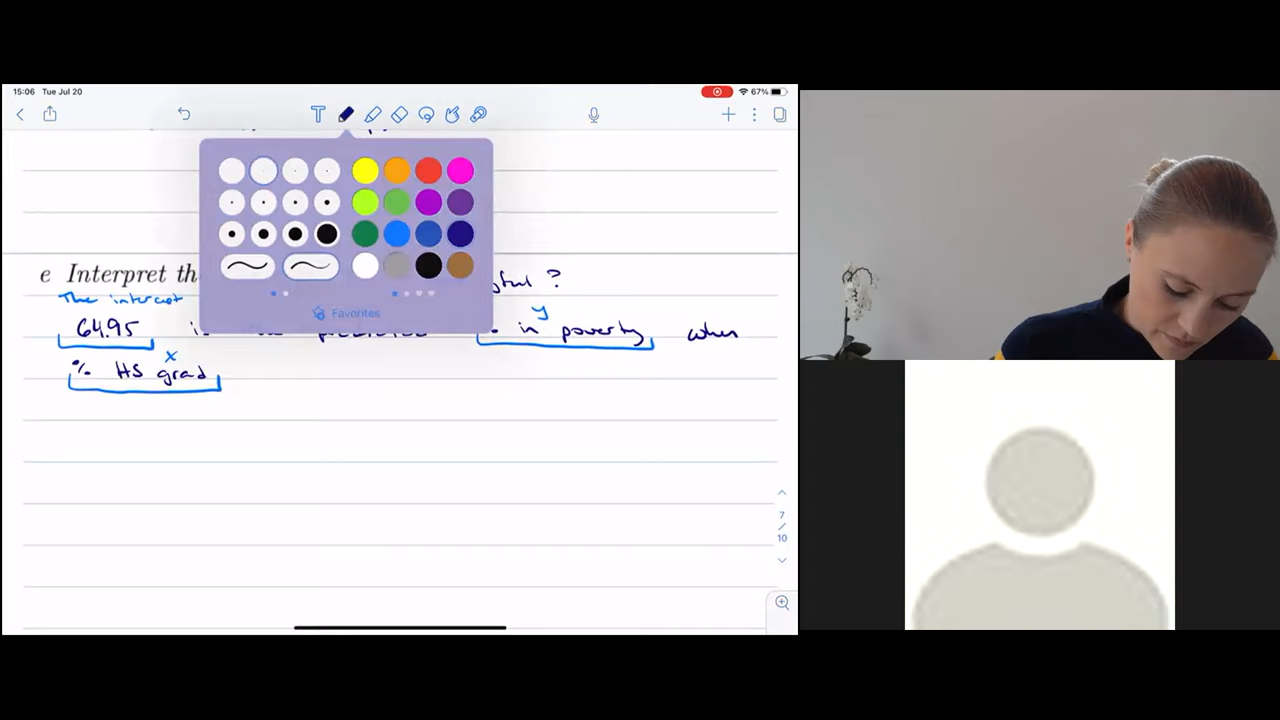 15:06 Tue Jul 20
67%
T
e Interpret th
?
The intercept
y
64.95
in poverty when
x
% HS grad
Favorites
7
/
10